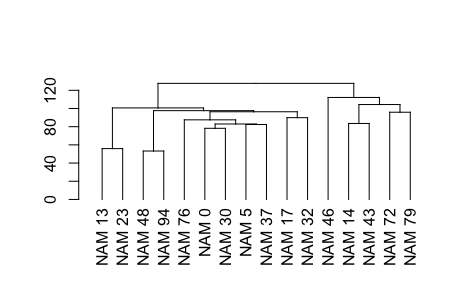 120
80
40
0
NAM 13
NAM 23
NAM 48
NAM 94
NAM 76
NAM 0
NAM 30
NAM 5
NAM 37
NAM 17
NAM 32
NAM 46
NAM 14
NAM 43
NAM 72
NAM 79